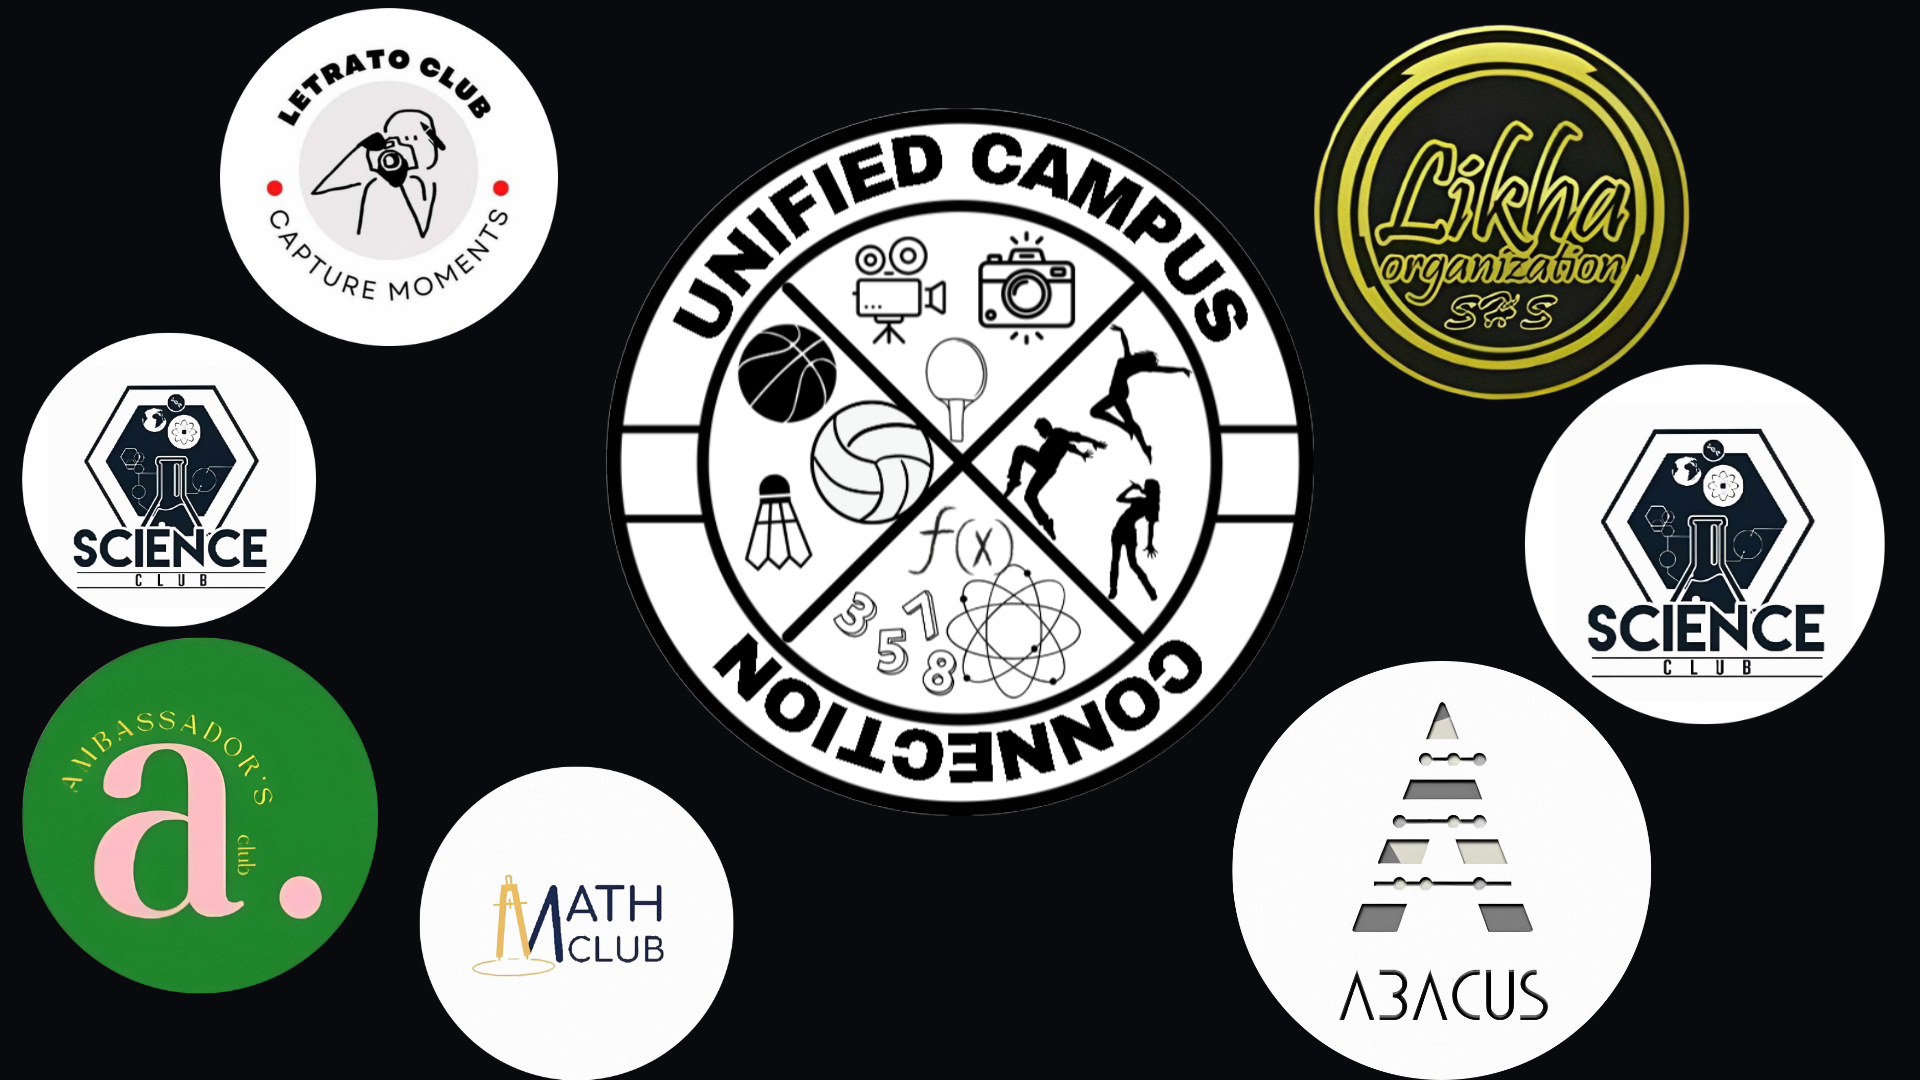 LETRATO CLUB
CAPTURE MOMENTS
UNIFIED CAMPUS
CONNECTION
f(x)
3 7
5 8
Likha
organization
SCIENCE
CLUB
AMBASSADOR'S
a.
club
MATH
CLUB
SCIENCE
CLUB
ABACUS